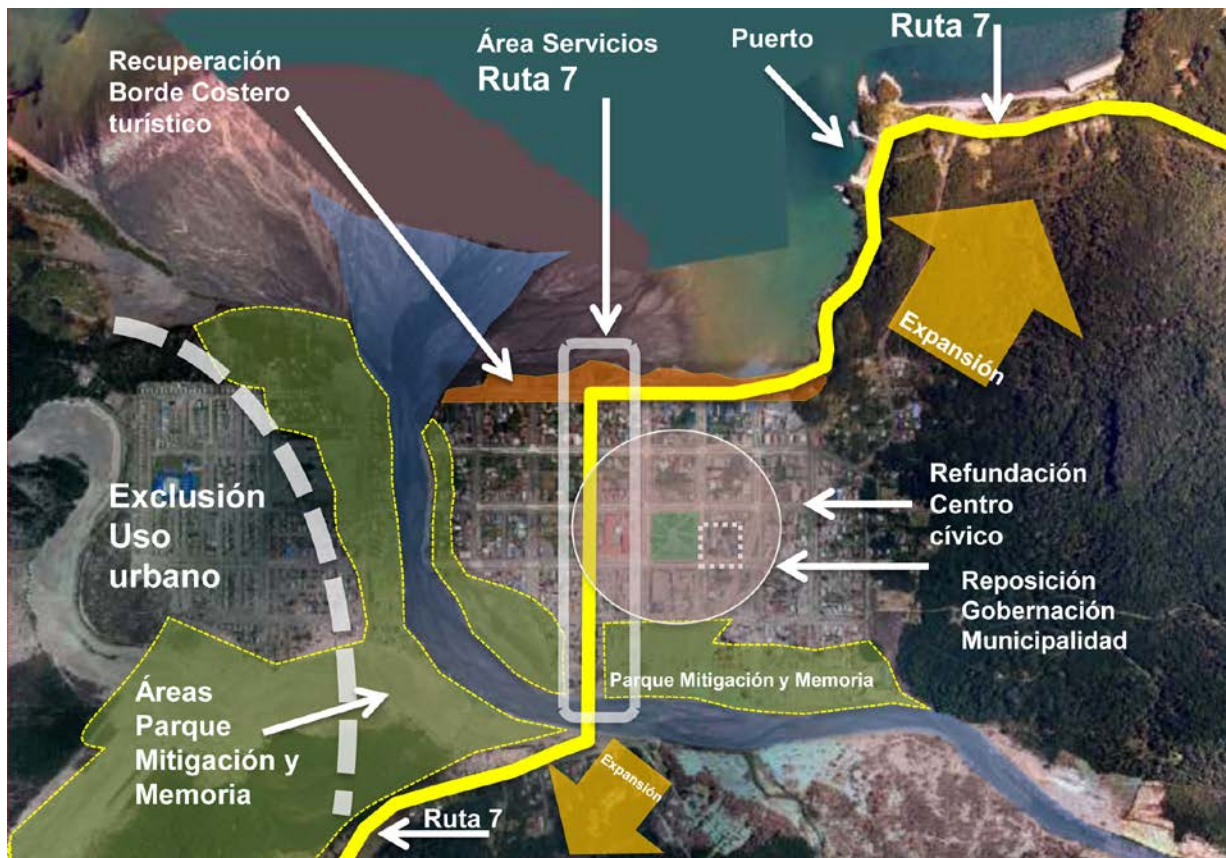 Recuperación
Borde Costero
turístico
Área Servicios
Ruta 7
Puerto
Ruta 7
Expansión
Exclusión
Uso
urbano
Refundación
Centro
cívico
Reposición
Gobernación
Municipalidad
Parque Mitigación y Memoria
Áreas
Parque
Mitigación y
Memoria
Expansión
Ruta 7